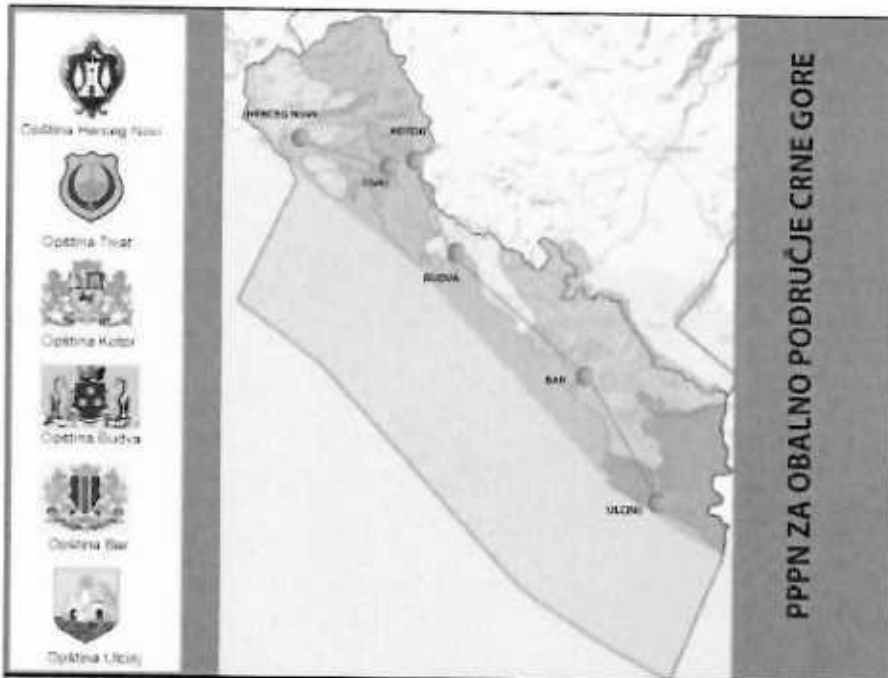 Opština Herceg Novi
Opština Tivat
Opština Kotor
Opština Budva
Opština Bar
Opština Ulcinj
HERCEG NOVI
KOTOR
TIVAT
BUDVA
BAR
ULCINJ
PPPN ZA OBALNO PODRUČJE CRNE GORE